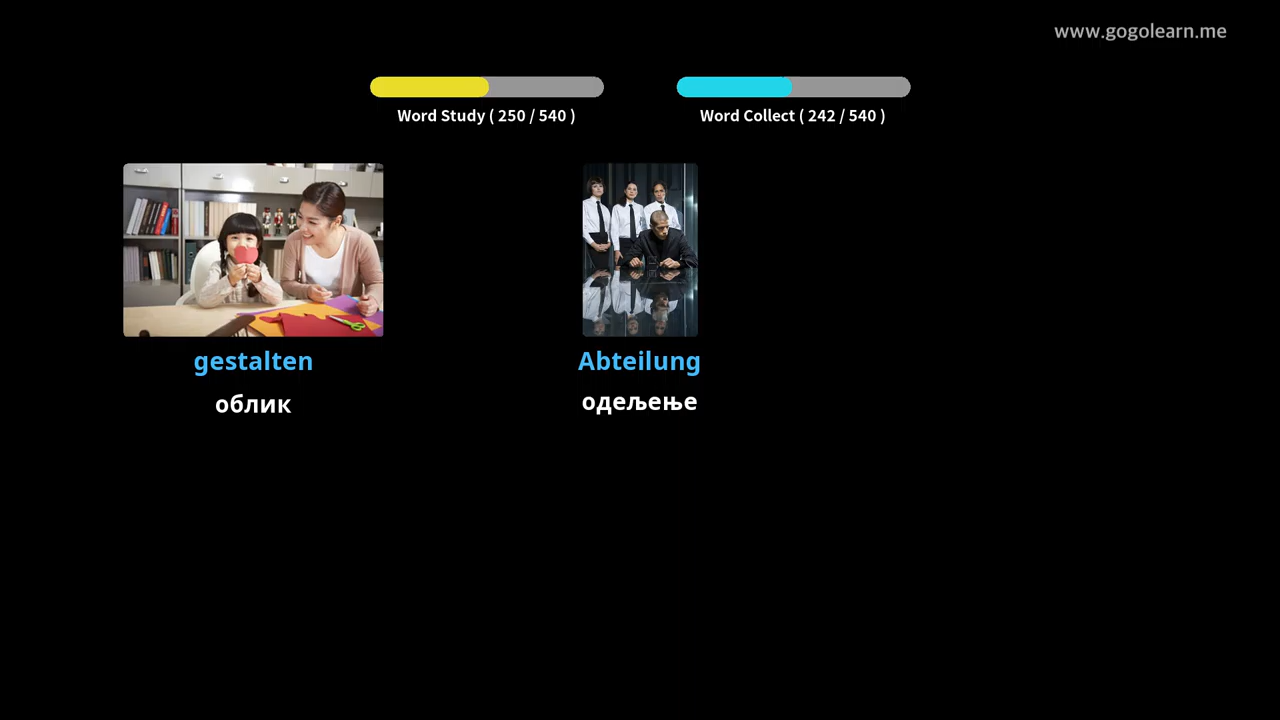 www.gogolearn.me
Word Study ( 250 / 540 )
Word Collect ( 242 / 540 )
gestalten
Abteilung
облик
одељење